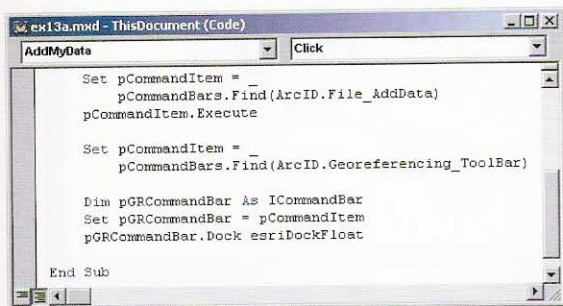 ex13a.mxd - ThisDocument (Code)
AddMyData Click
Set pCommandItem = _
pCommandBars.Find(ArcID.File_AddData)
pCommandItem.Execute
Set pCommandItem = _
pCommandBars.Find(ArcID.Georeferencing_ToolBar)
Dim pGRCommandBar As ICommandBar
Set pGRCommandBar = pCommandItem
pGRCommandBar.Dock esriDockFloat
End Sub